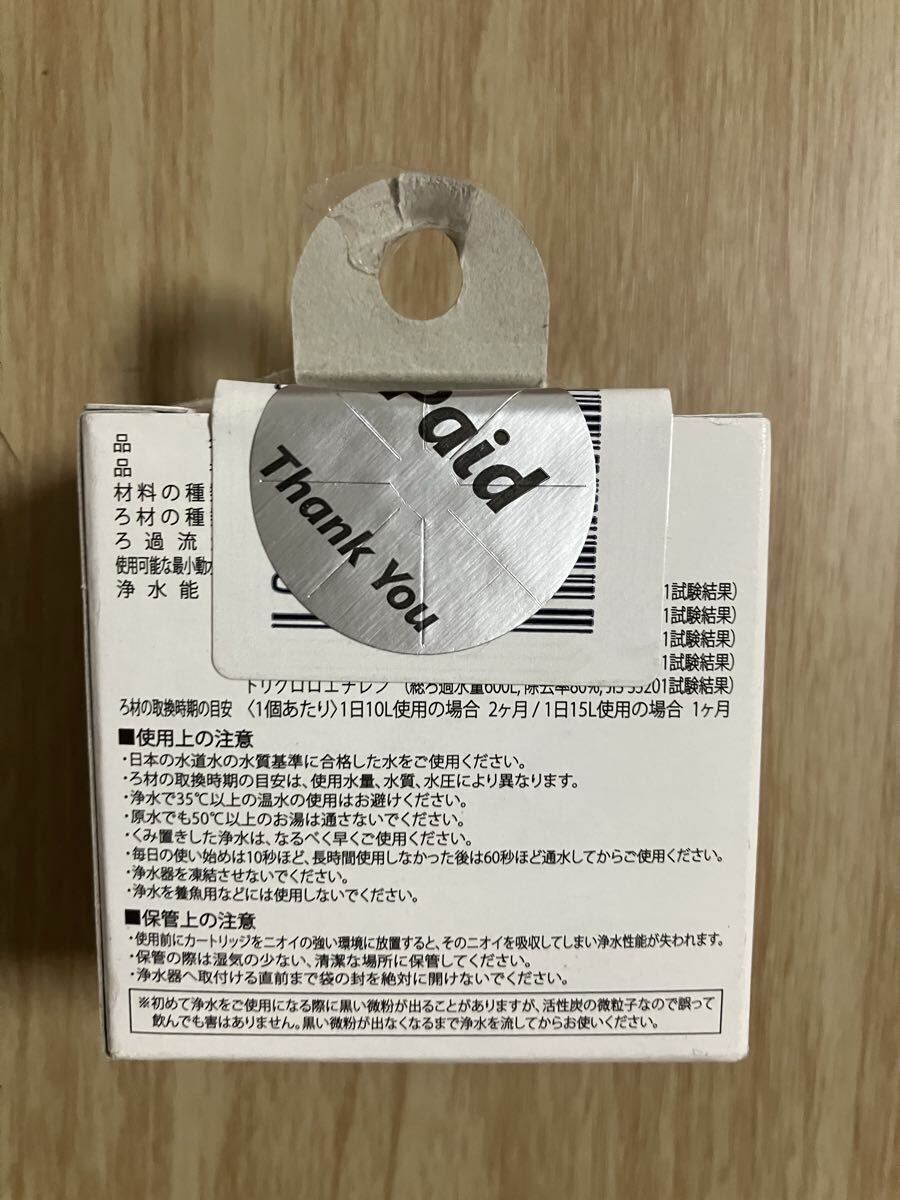 Paid
Thank You
品
品
材料の種
ろ材の種
ろ過流
使用可能な最小動
浄水能
1試験結果)
1試験結果)
1試験結果)
1試験結果)
トリクロロエチレン (総ろ過水量600L, 除去率80%, JIS S3201試験結果)
ろ材の取換時期の目安 〈1個あたり〉1日10L使用の場合 2ヶ月 / 1日15L使用の場合 1ヶ月
■使用上の注意
・日本の水道水の水質基準に合格した水をご使用ください。
・ろ材の取換時期の目安は、使用水量、水質、水圧により異なります。
・浄水で35℃以上の温水の使用はお避けください。
・原水でも50℃以上のお湯は通さないでください。
・くみ置きした浄水は、なるべく早くご使用ください。
・毎日の使い始めは10秒ほど、長時間使用しなかった後は60秒ほど通水してからご使用ください。
・浄水器を凍結させないでください。
・浄水を養魚用などには使用しないでください。
■保管上の注意
・使用前にカートリッジをニオイの強い環境に放置すると、そのニオイを吸収してしまい浄水性能が失われます。
・保管の際は湿気の少ない、清潔な場所に保管してください。
・浄水器へ取付ける直前まで袋の封を絶対に開けないでください。
※初めて浄水をご使用になる際に黒い微粉が出ることがありますが、活性炭の微粒子なので誤って
飲んでも害はありません。黒い微粉が出なくなるまで浄水を流してからお使いください。